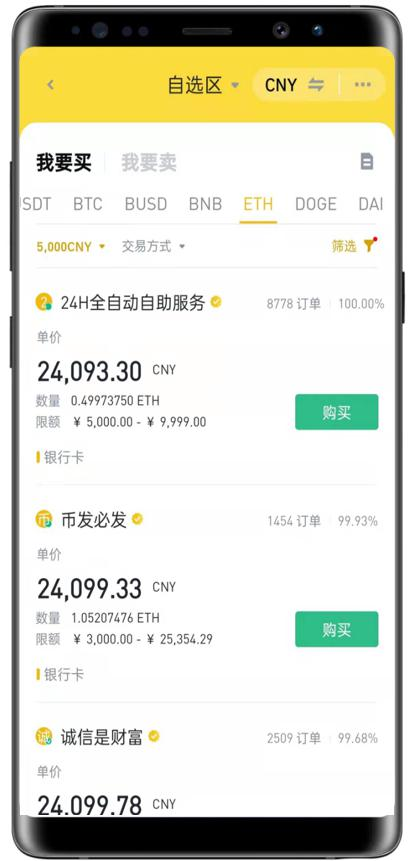 自选区 CNY
我要买 我要卖
SDT BTC BUSD BNB ETH DOGE DAI
5,000CNY 交易方式 筛选
24H全自动自助服务 8778 订单 100.00%
单价
24,093.30 CNY
数量 0.49973750 ETH
限额 ¥ 5,000.00 - ¥ 9,999.00
购买
银行卡
币 币发必发 1454 订单 99.93%
单价
24,099.33 CNY
数量 1.05207476 ETH
限额 ¥ 3,000.00 - ¥ 25,354.29
购买
银行卡
诚 诚信是财富 2509 订单 99.68%
单价
24,099.78 CNY